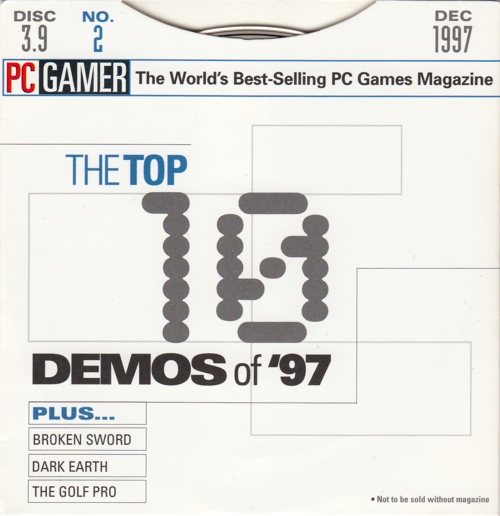 DISC NO. DEC
3.9 2 1997
PC GAMER The World's Best-Selling PC Games Magazine
THE TOP
10
DEMOS of '97
PLUS...
BROKEN SWORD
DARK EARTH
THE GOLF PRO
• Not to be sold without magazine